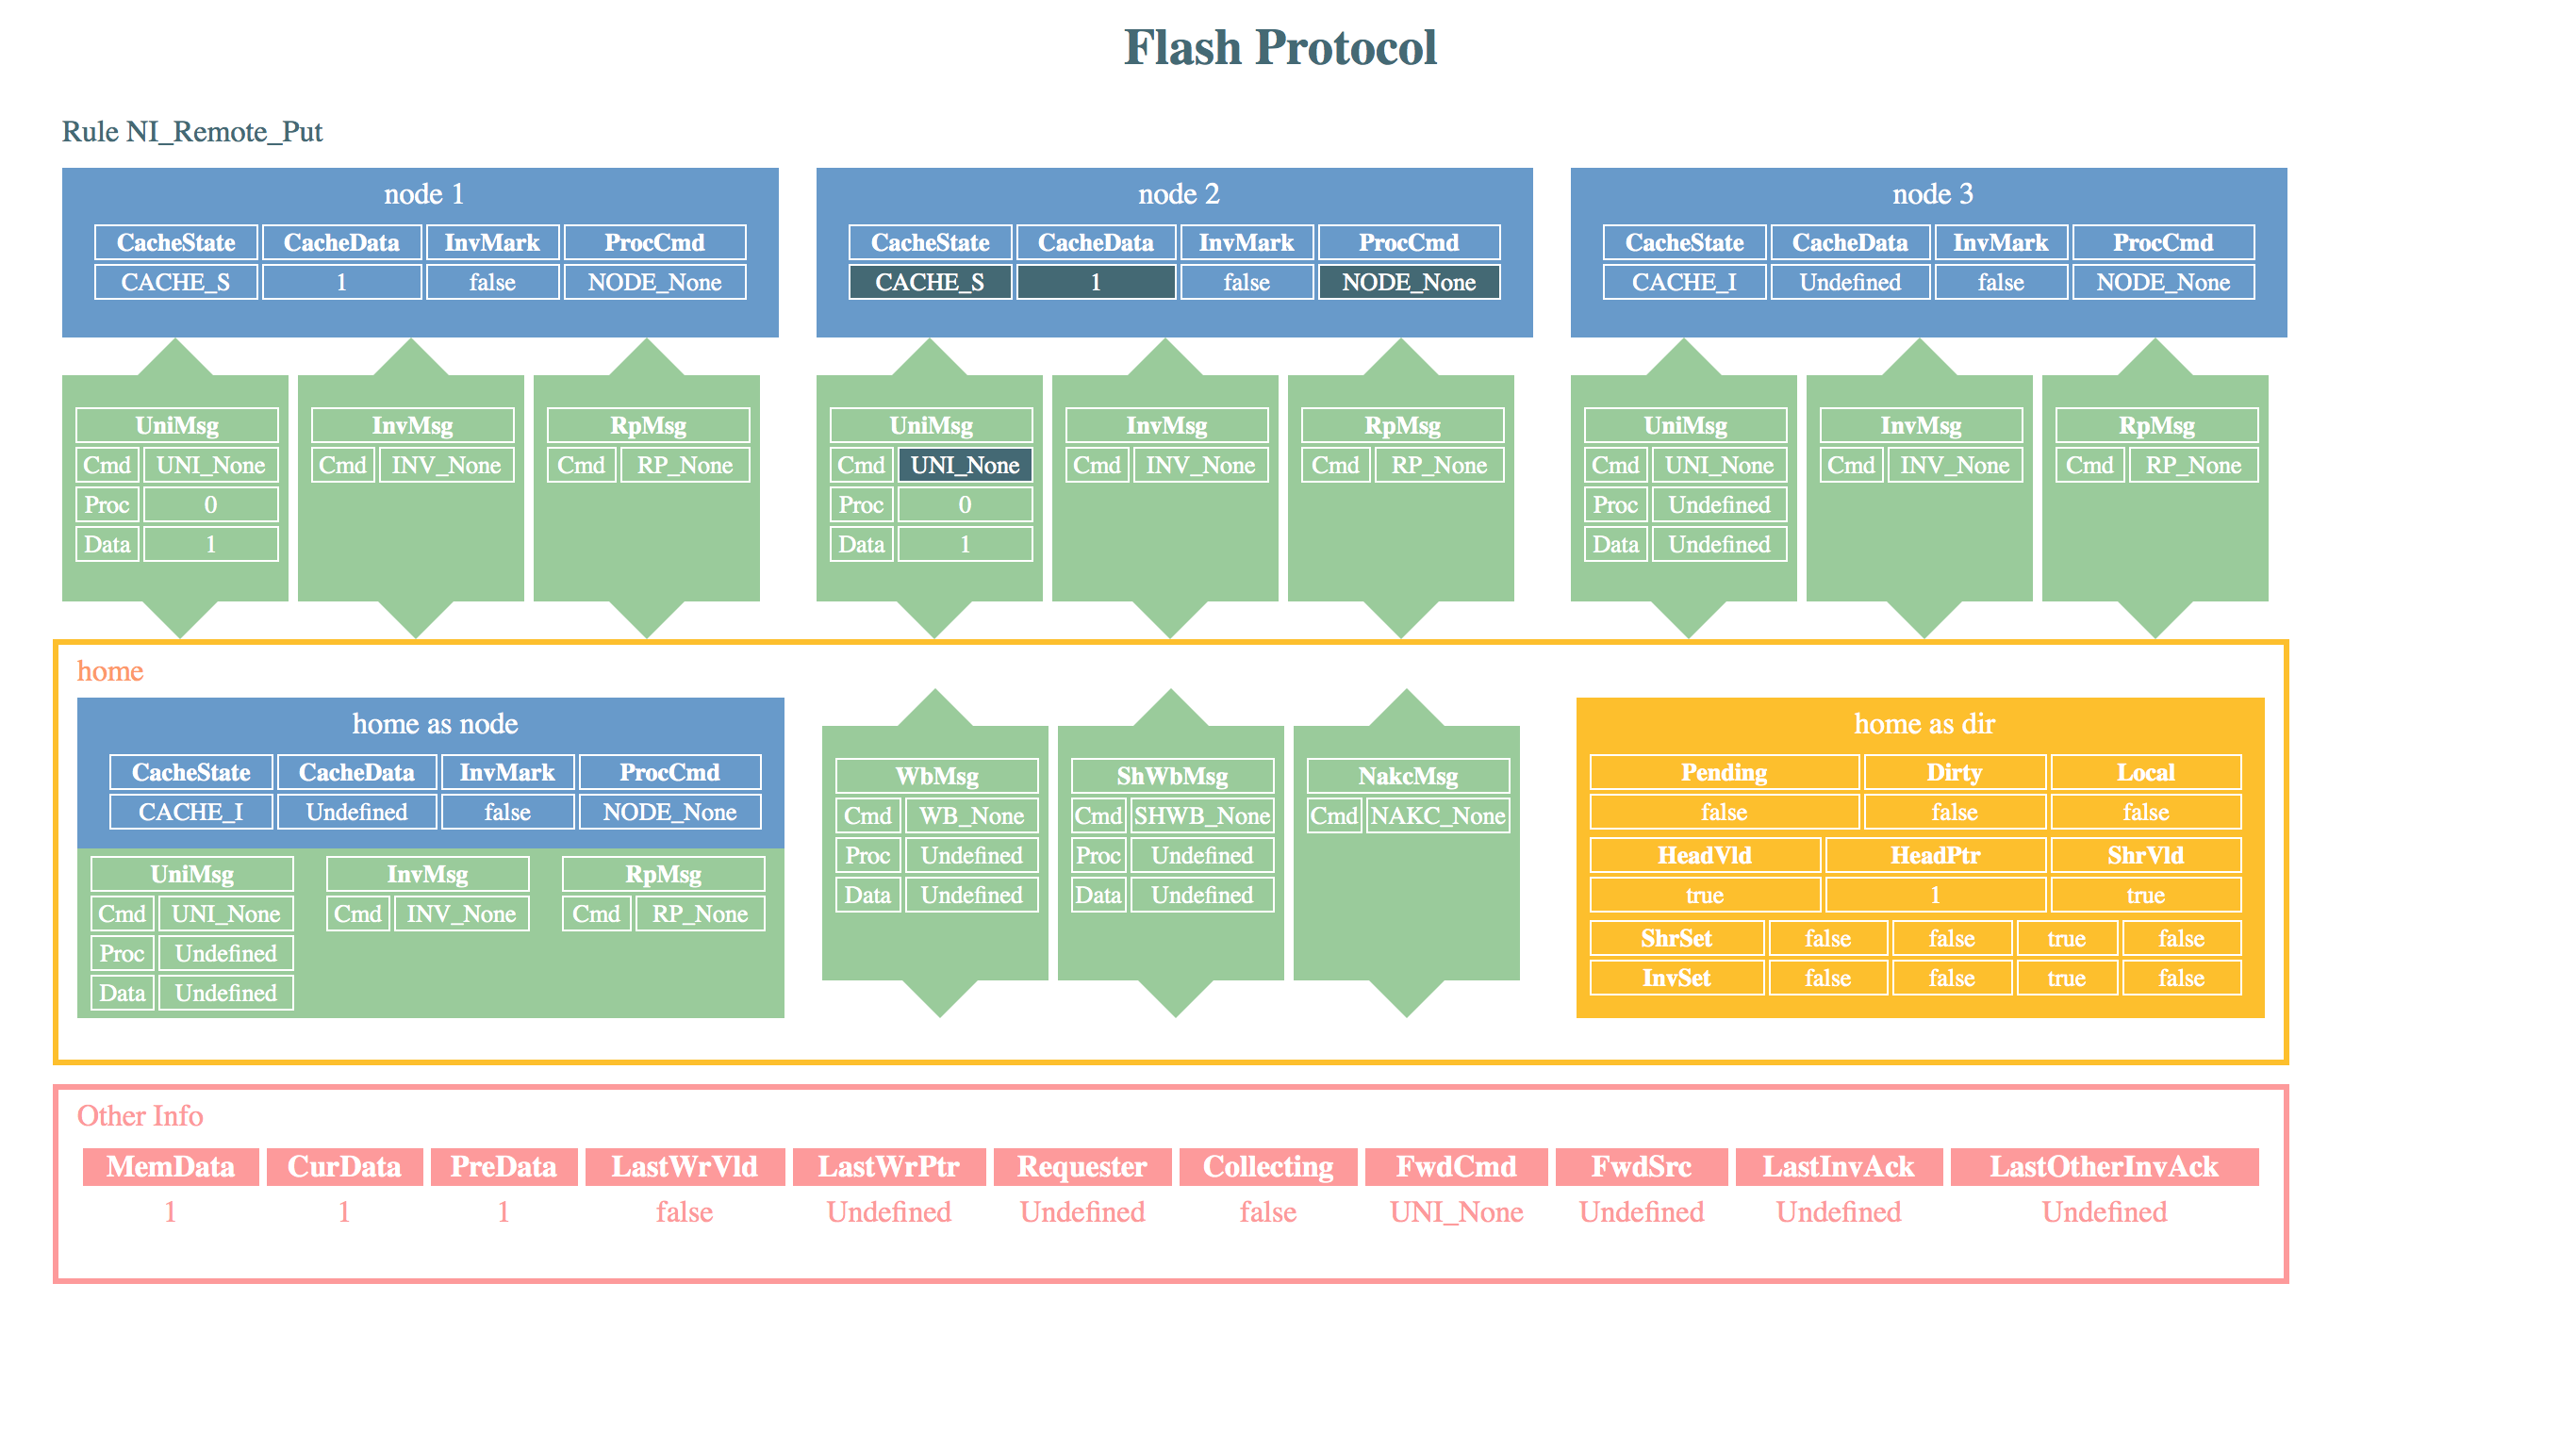 Flash Protocol
Rule NI_Remote_Put
node 1 node 2 node 3
CacheState CacheData InvMark ProcCmd CacheState CacheData InvMark ProcCmd CacheState CacheData InvMark ProcCmd
CACHE_S 1 false NODE_None CACHE_S 1 false NODE_None CACHE_I Undefined false NODE_None
UniMsg InvMsg RpMsg UniMsg InvMsg RpMsg UniMsg InvMsg RpMsg
Cmd UNI_None Cmd INV_None Cmd RP_None Cmd UNI_None Cmd INV_None Cmd RP_None Cmd UNI_None Cmd INV_None Cmd RP_None
Proc 0 Proc 0 Proc Undefined
Data 1 Data 1 Data Undefined
home
home as node
CacheState CacheData InvMark ProcCmd
CACHE_I Undefined false NODE_None
UniMsg InvMsg RpMsg
Cmd UNI_None Cmd INV_None Cmd RP_None
Proc Undefined
Data Undefined
WbMsg ShWbMsg NakcMsg
Cmd WB_None Cmd SHWB_None Cmd NAKC_None
Proc Undefined Proc Undefined
Data Undefined Data Undefined
home as dir
Pending Dirty Local
false false false
HeadVld HeadPtr ShrVld
true 1 true
ShrSet false false true false
InvSet false false true false
Other Info
MemData CurData PreData LastWrVld LastWrPtr Requester Collecting FwdCmd FwdSrc LastInvAck LastOtherInvAck
1 1 1 false Undefined Undefined false UNI_None Undefined Undefined Undefined